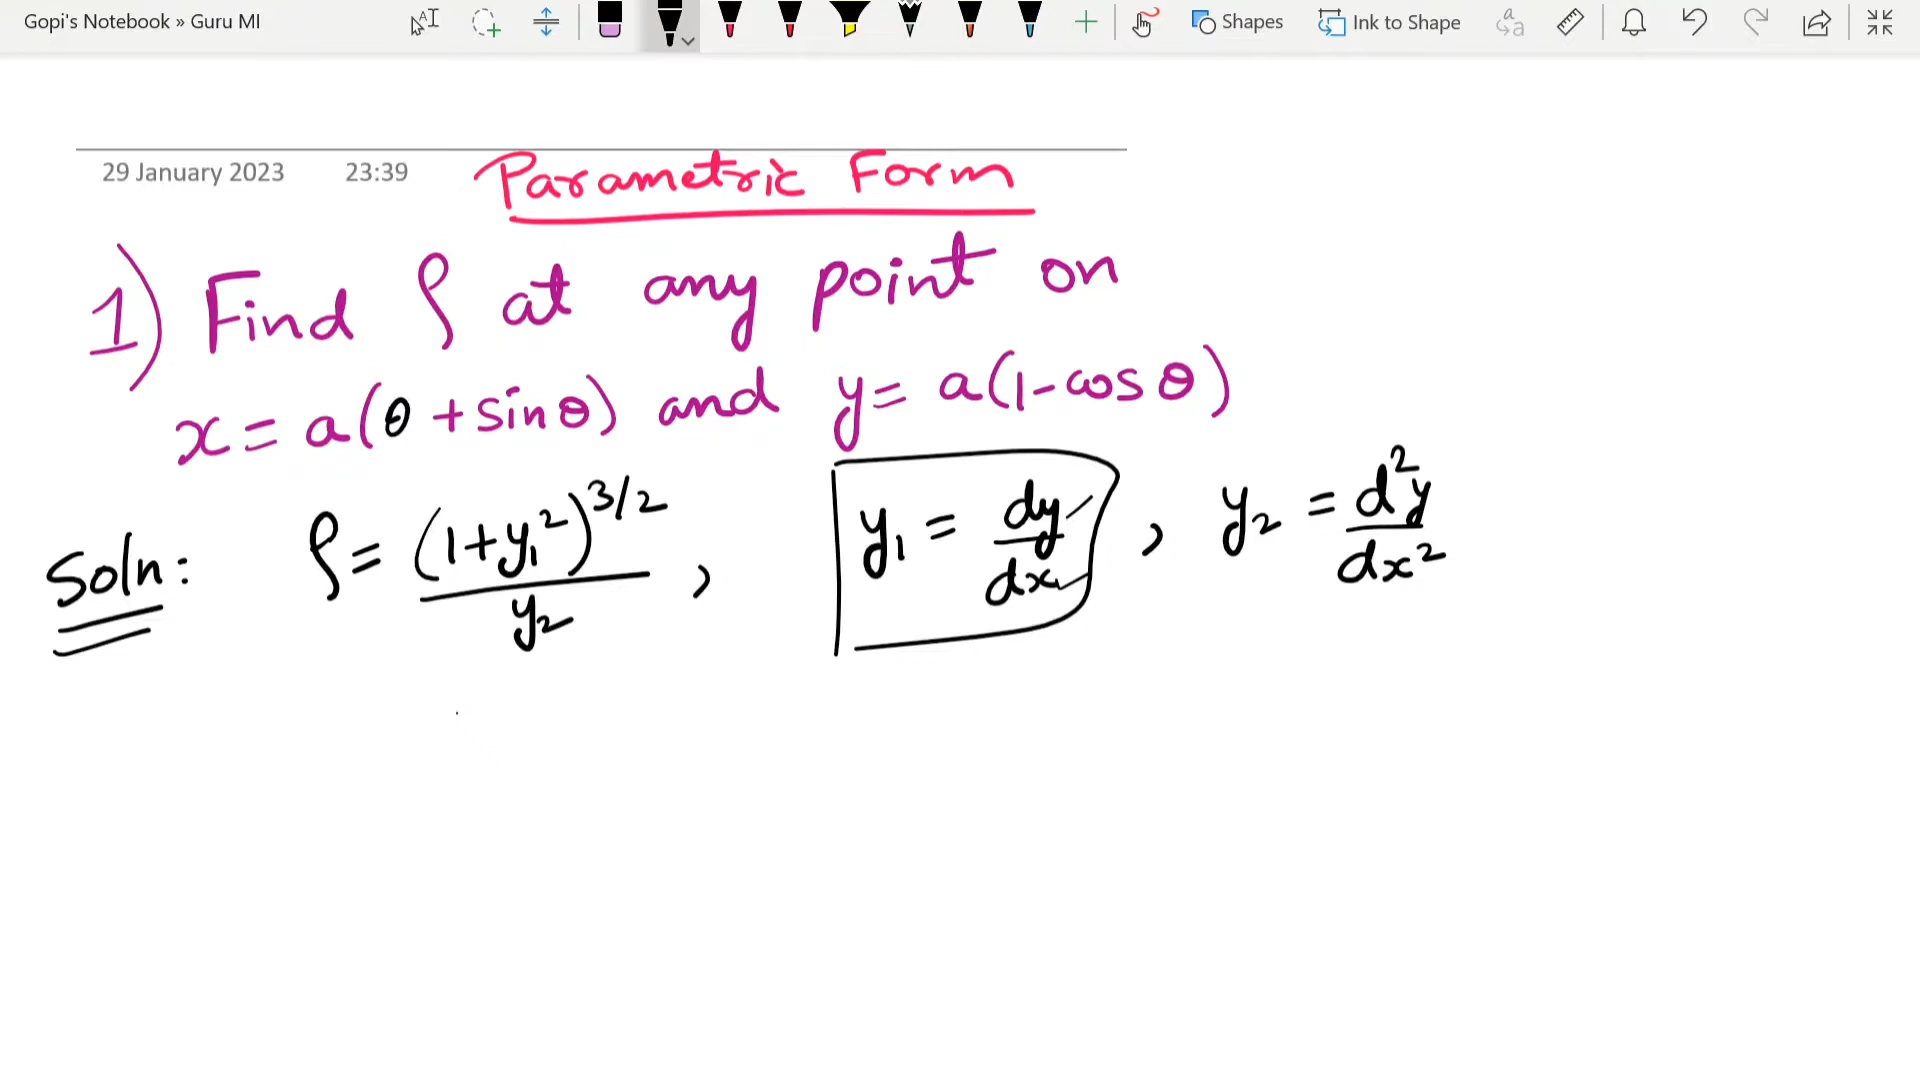 Gopi's Notebook » Guru MI
Shapes
Ink to Shape
29 January 2023 23:39
Parametric Form
1) Find ρ at any point on
x = a(θ + sinθ) and y = a(1-cosθ)
Soln: ρ = (1+y₁²)^3/2 / y₂ , y₁ = dy/dx , y₂ = d²y/dx²